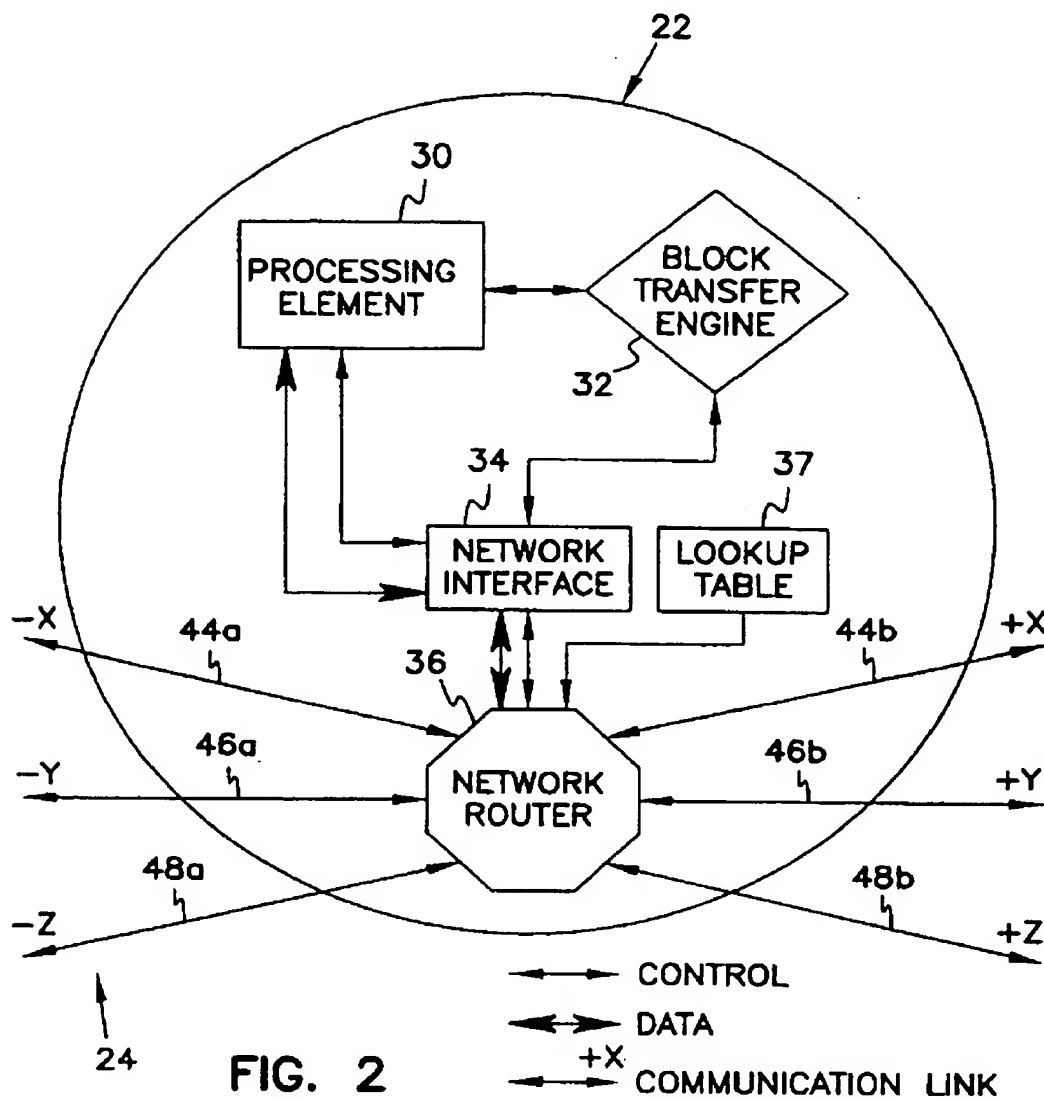 22
30
PROCESSING
ELEMENT
BLOCK
TRANSFER
ENGINE
32
34
37
NETWORK
INTERFACE
LOOKUP
TABLE
-X
44a
44b
+X
36
-Y
46a
46b
+Y
NETWORK
ROUTER
-Z
48a
48b
+Z
24
CONTROL
DATA
+X
COMMUNICATION LINK
FIG. 2